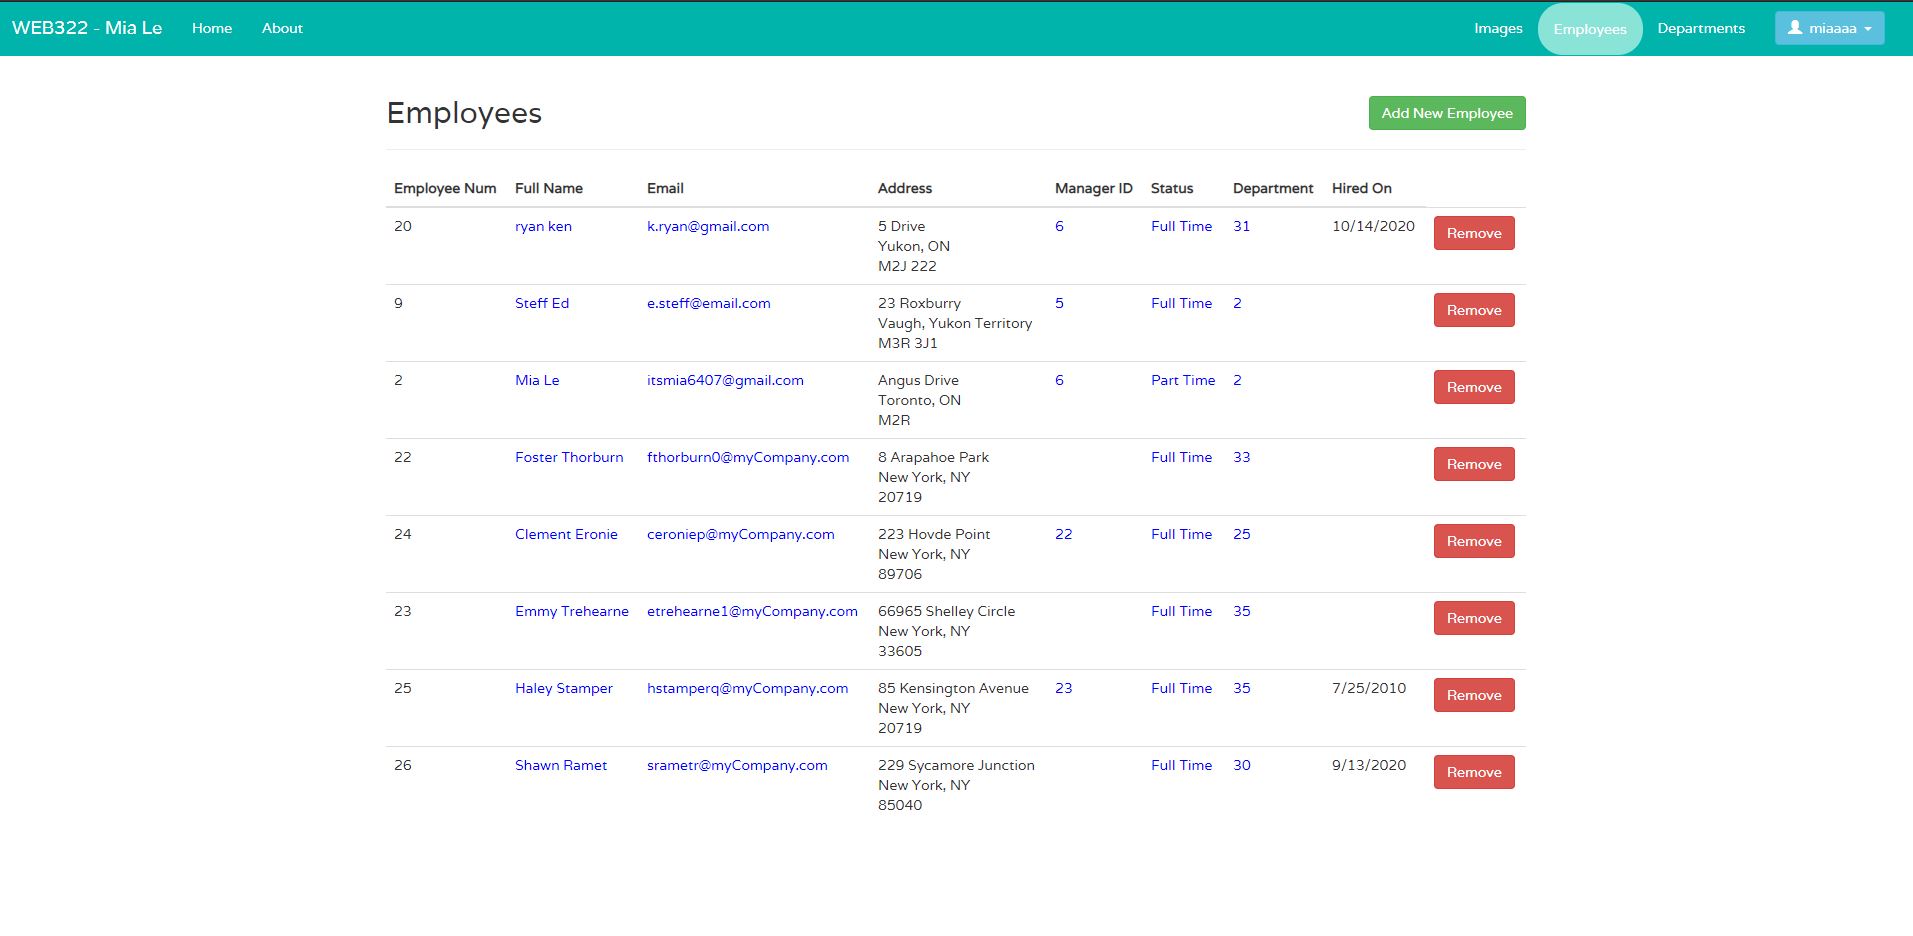 WEB322 - Mia Le Home About Images Employees Departments miaaaa
Employees Add New Employee
Employee Num Full Name Email Address Manager ID Status Department Hired On
20 ryan ken k.ryan@gmail.com 5 Drive 6 Full Time 31 10/14/2020 Remove
Yukon, ON
M2J 222
9 Steff Ed e.steff@email.com 23 Roxburry 5 Full Time 2 Remove
Vaugh, Yukon Territory
M3R 3J1
2 Mia Le itsmia6407@gmail.com Angus Drive 6 Part Time 2 Remove
Toronto, ON
M2R
22 Foster Thorburn fthorburn0@myCompany.com 8 Arapahoe Park Full Time 33 Remove
New York, NY
20719
24 Clement Eronie ceroniep@myCompany.com 223 Hovde Point 22 Full Time 25 Remove
New York, NY
89706
23 Emmy Trehearne etrehearne1@myCompany.com 66965 Shelley Circle Full Time 35 Remove
New York, NY
33605
25 Haley Stamper hstamperq@myCompany.com 85 Kensington Avenue 23 Full Time 35 7/25/2010 Remove
New York, NY
20719
26 Shawn Ramet srametr@myCompany.com 229 Sycamore Junction Full Time 30 9/13/2020 Remove
New York, NY
85040